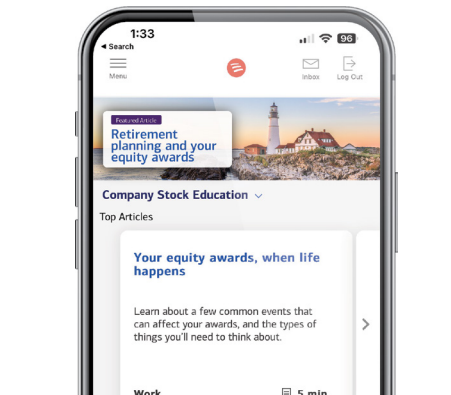 1:33
96
◄ Search
Menu
Inbox
Log Out
Featured Article
Retirement
planning and your
equity awards
Company Stock Education
Top Articles
Your equity awards, when life
happens
Learn about a few common events that
can affect your awards, and the types of
things you'll need to think about.
Work
5 min